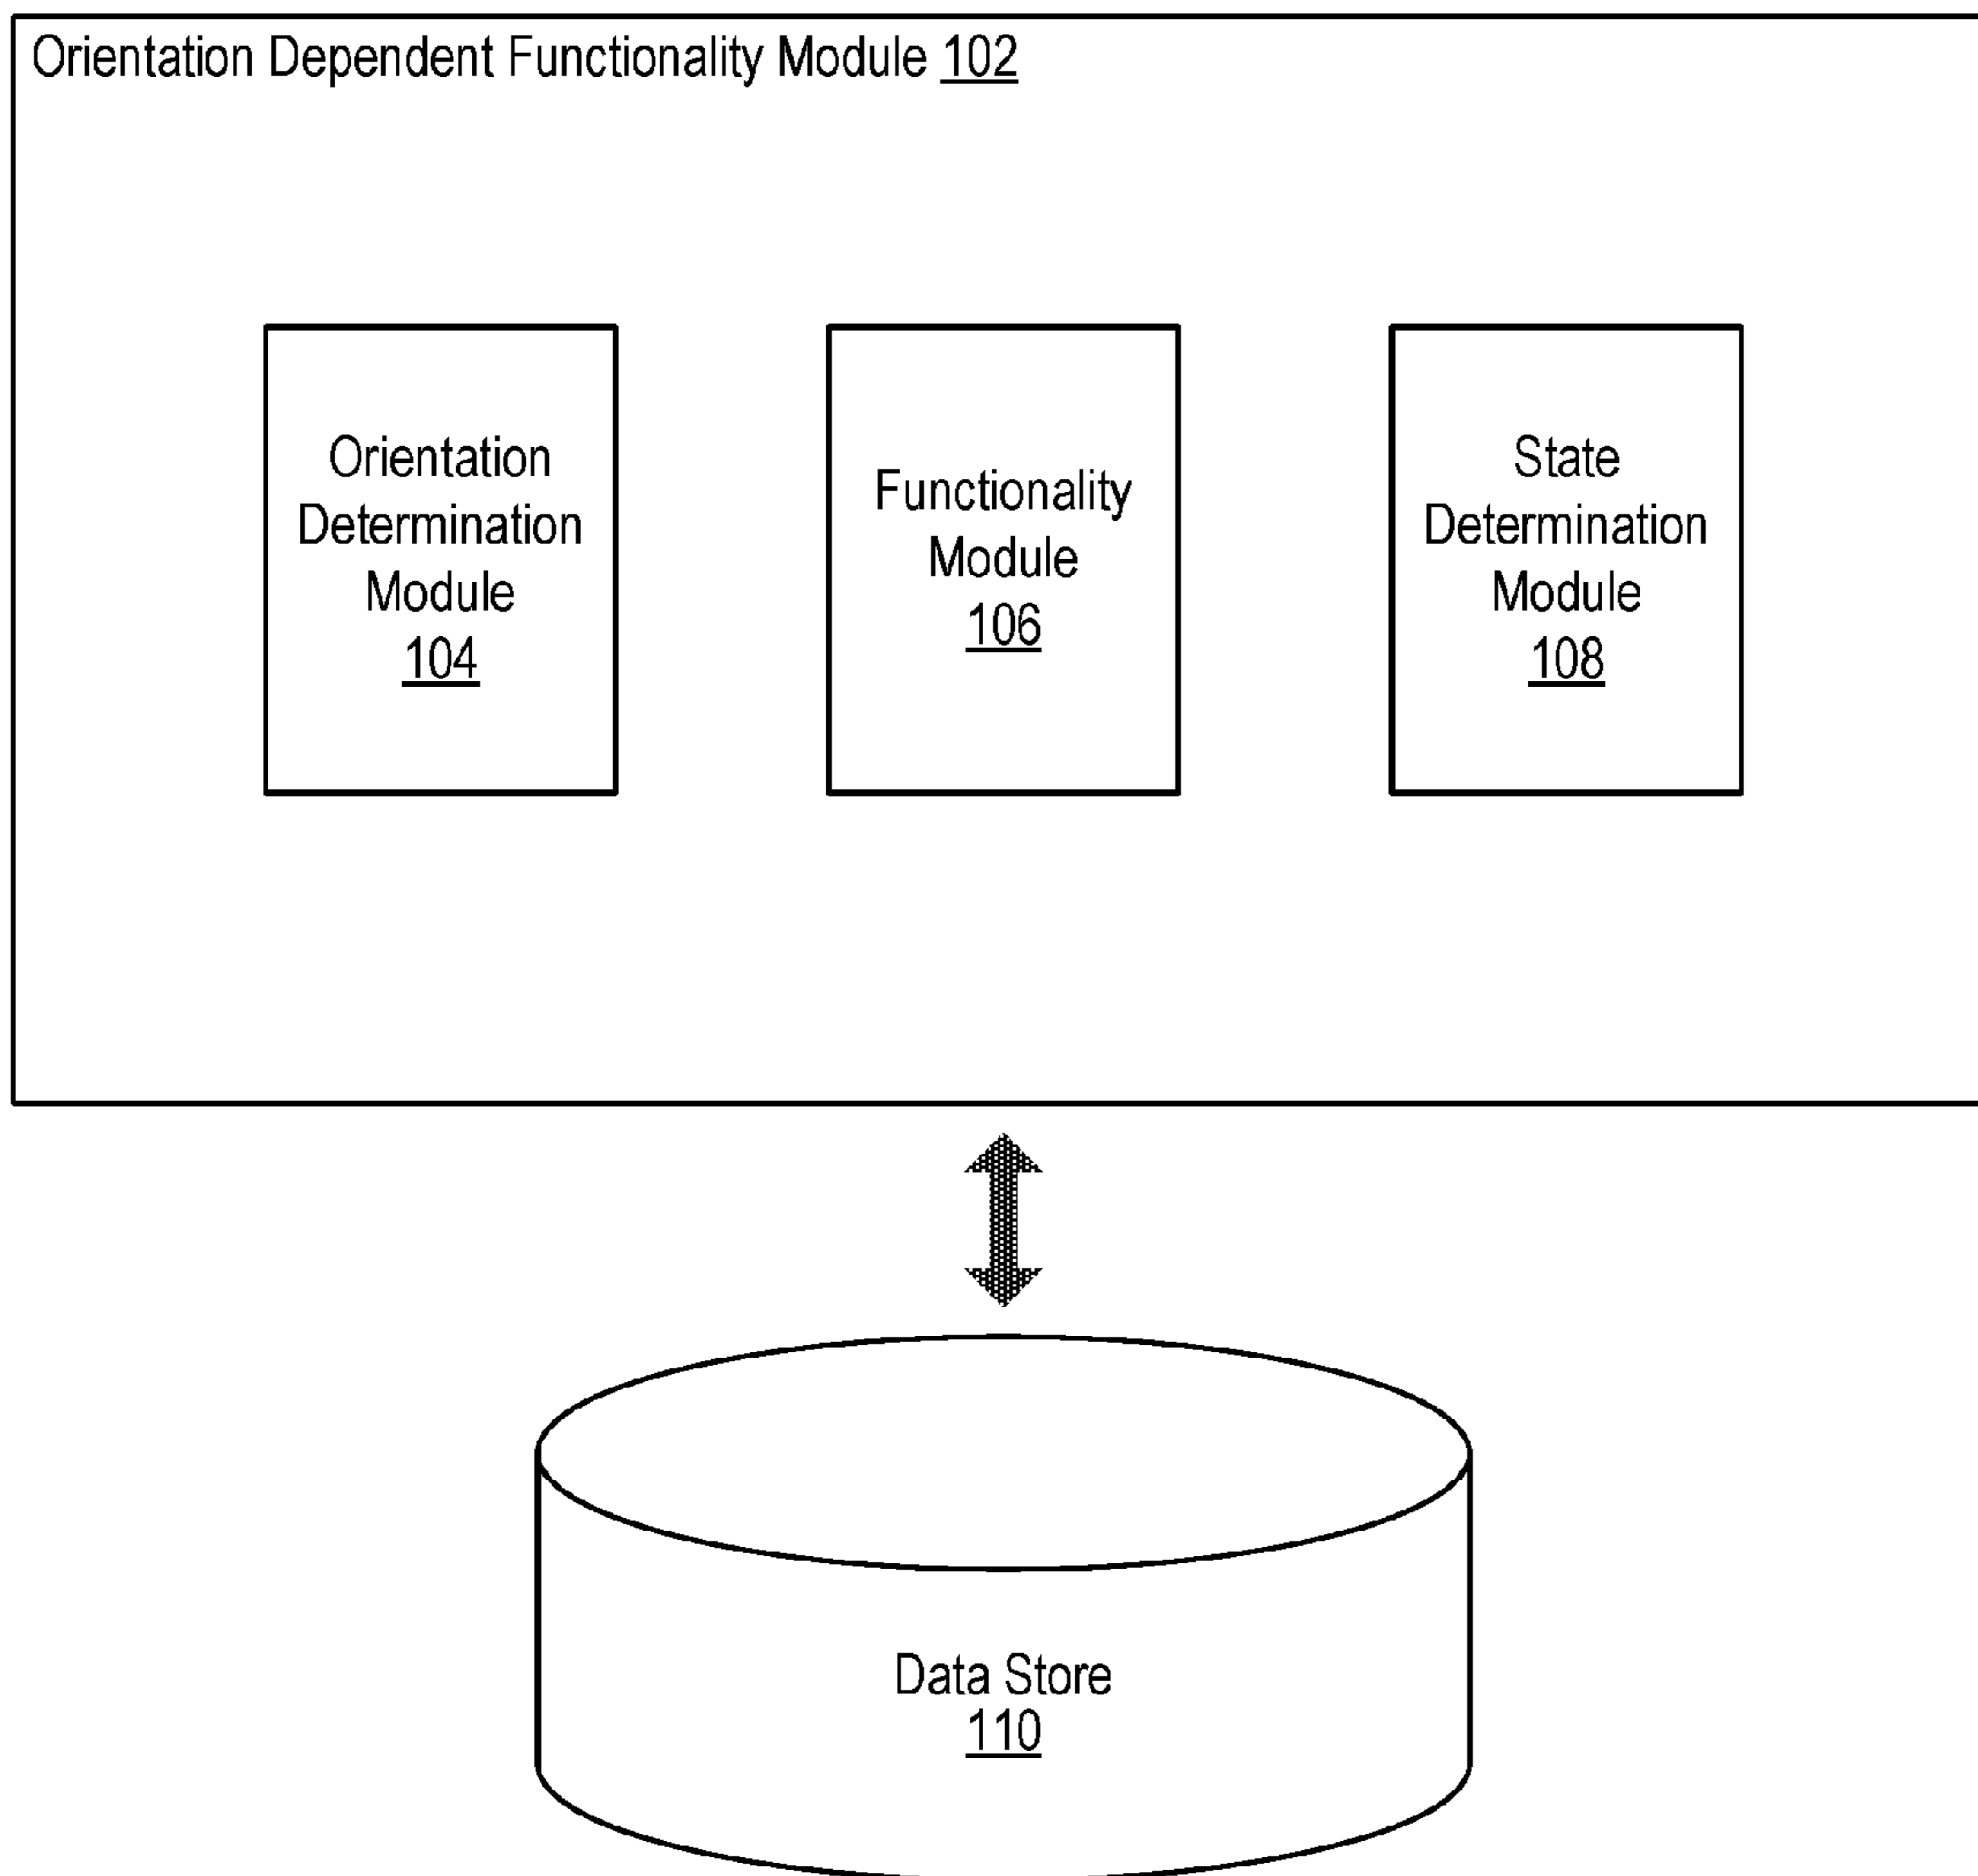 Orientation Dependent Functionality Module 102
Orientation
Determination
Module
104
Functionality
Module
106
State
Determination
Module
108
Data Store
110